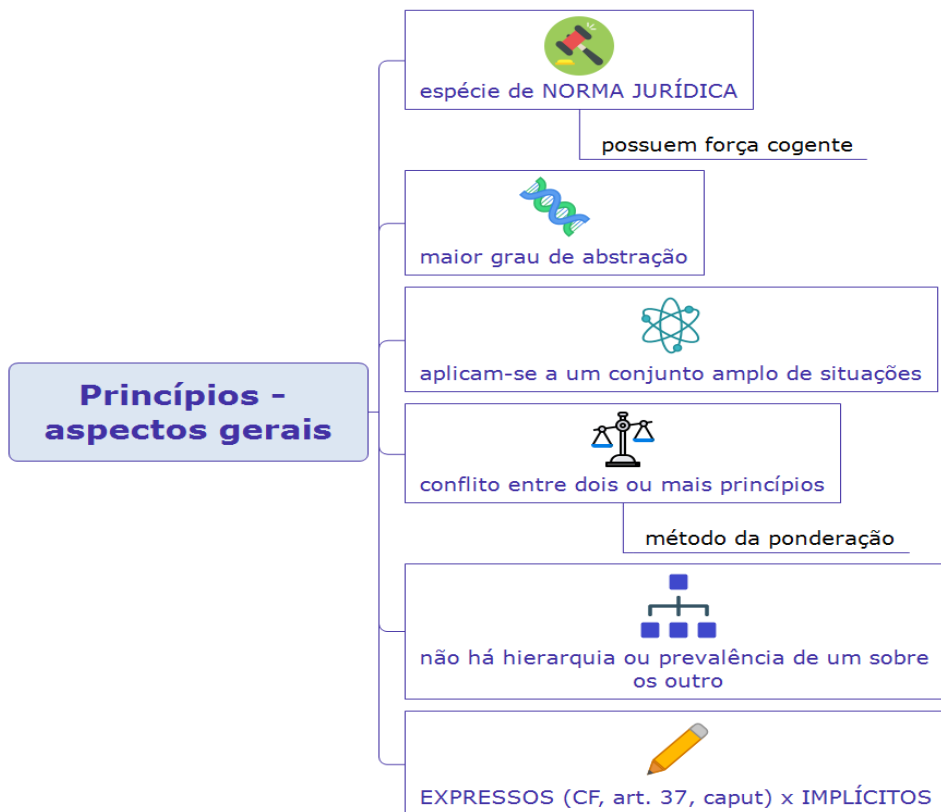 Princípios -
aspectos gerais
espécie de NORMA JURÍDICA
possuem força cogente
maior grau de abstração
aplicam-se a um conjunto amplo de situações
conflito entre dois ou mais princípios
método da ponderação
não há hierarquia ou prevalência de um sobre
os outro
EXPRESSOS (CF, art. 37, caput) x IMPLÍCITOS